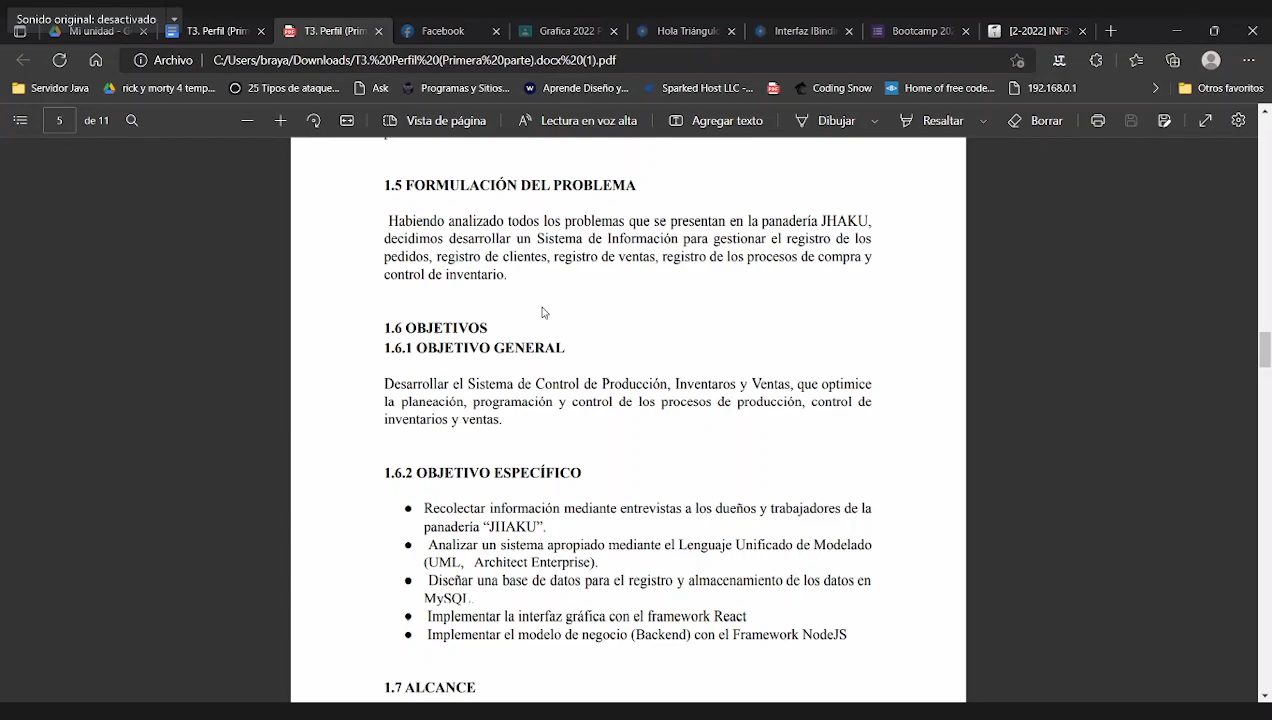 Sonido original: desactivado
Mi unidad - G
T3. Perfil (Prim
T3. Perfil (Prim
Facebook
Grafica 2022 P
Hola Triángulo
Interfaz IBindi
Bootcamp 202
[2-2022] INF3
Archivo C:/Users/braya/Downloads/T3.%20Perfil%20(Primera%20parte).docx%20(1).pdf
Servidor Java
rick y morty 4 temp...
25 Tipos de ataque...
Ask
Programas y Sitios...
Aprende Diseño y...
Sparked Host LLC -...
Coding Snow
Home of free code...
192.168.0.1
Otros favoritos
5 de 11
Vista de página
Lectura en voz alta
Agregar texto
Dibujar
Resaltar
Borrar
1.5 FORMULACIÓN DEL PROBLEMA
Habiendo analizado todos los problemas que se presentan en la panadería JHAKU,
decidimos desarrollar un Sistema de Información para gestionar el registro de los
pedidos, registro de clientes, registro de ventas, registro de los procesos de compra y
control de inventario.
1.6 OBJETIVOS
1.6.1 OBJETIVO GENERAL
Desarrollar el Sistema de Control de Producción, Inventaros y Ventas, que optimice
la planeación, programación y control de los procesos de producción, control de
inventarios y ventas.
1.6.2 OBJETIVO ESPECÍFICO
● Recolectar información mediante entrevistas a los dueños y trabajadores de la
panadería “JHAKU”.
● Analizar un sistema apropiado mediante el Lenguaje Unificado de Modelado
(UML, Architect Enterprise).
● Diseñar una base de datos para el registro y almacenamiento de los datos en
MySQL.
● Implementar la interfaz gráfica con el framework React
● Implementar el modelo de negocio (Backend) con el Framework NodeJS
1.7 ALCANCE